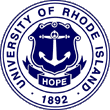 UNIVERSITY OF RHODE ISLAND
HOPE
1892